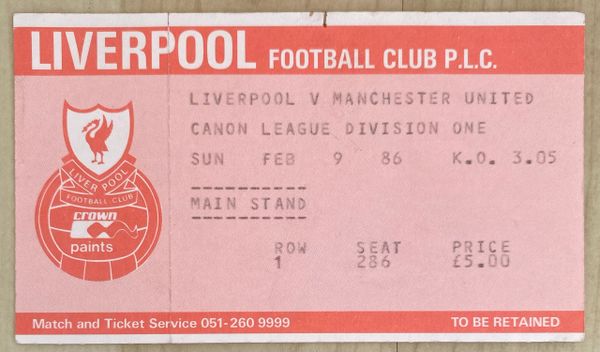 LIVERPOOL FOOTBALL CLUB P.L.C.
LIVERPOOL V MANCHESTER UNITED
CANON LEAGUE DIVISION ONE
SUN FEB 9 86 K.O. 3.05
MAIN STAND
LIVERPOOL
FOOTBALL CLUB
crown
paints
ROW SEAT PRICE
1 286 £5.00
Match and Ticket Service 051-260 9999 TO BE RETAINED